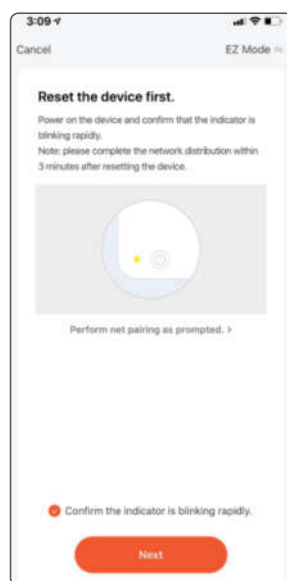 3:09
Cancel
EZ Mode
Reset the device first.
Power on the device and confirm that the indicator is
blinking rapidly.
Note: please complete the network distribution within
3 minutes after resetting the device.
Perform net pairing as prompted. >
Confirm the indicator is blinking rapidly.
Next